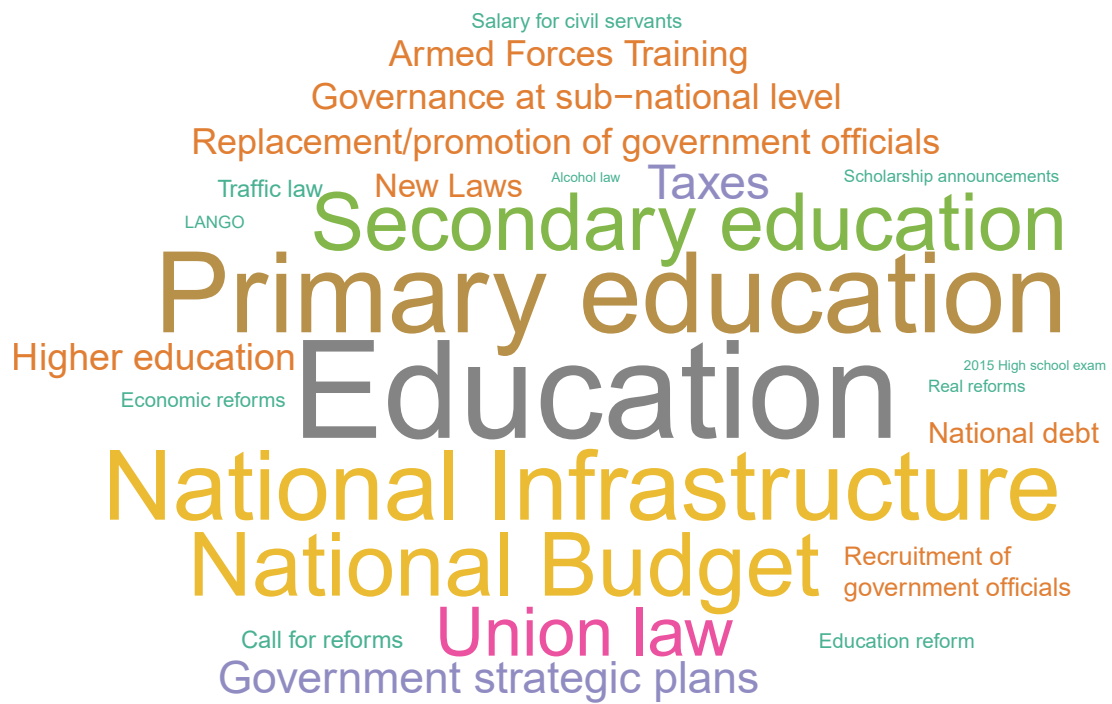 Salary for civil servants
Armed Forces Training
Governance at sub−national level
Replacement/promotion of government officials
Traffic law
New Laws
Alcohol law
Taxes
Scholarship announcements
LANGO
Secondary education
Primary education
Higher education
Education
2015 High school exam
Economic reforms
Real reforms
National debt
National Infrastructure
National Budget
Recruitment of
government officials
Call for reforms
Union law
Education reform
Government strategic plans